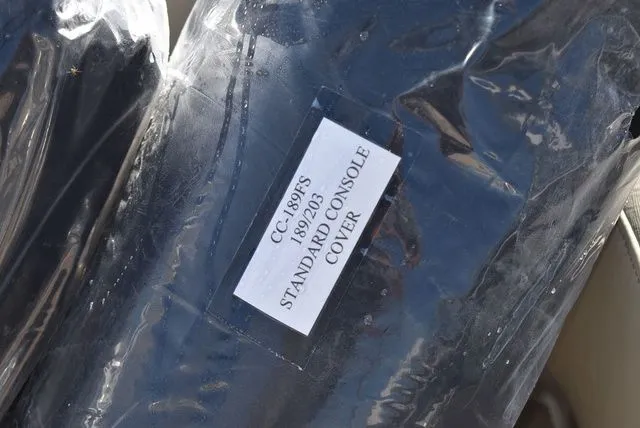 CC-189FS
189/203
STANDARD CONSOLE
COVER